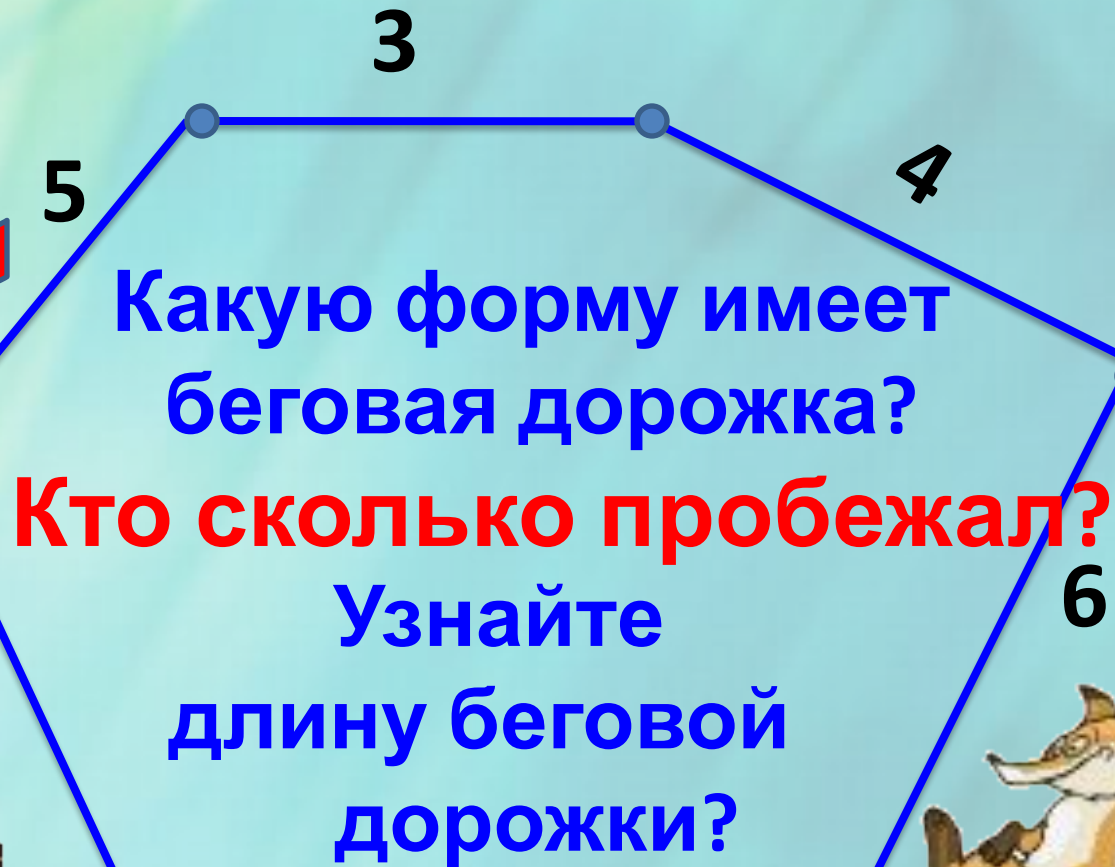 3
5
4
Какую форму имеет
беговая дорожка?
Кто сколько пробежал?
6
Узнайте
длину беговой
дорожки?